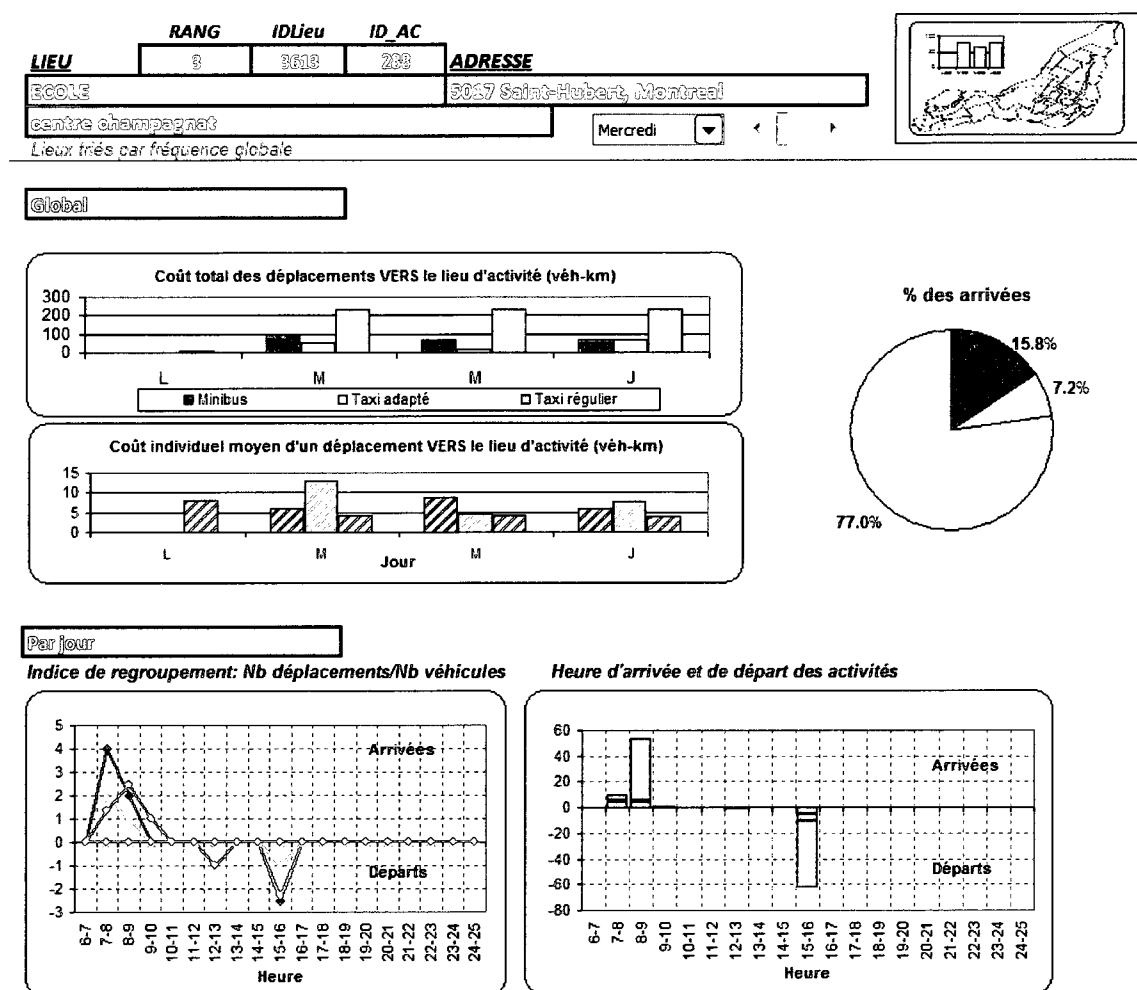 RANG IDLieu ID_AC
LIEU 3 3613 288 ADRESSE
ECOLE 5017 Saint-Hubert, Montreal
centre champagnat
Mercredi
Lieux triés par fréquence globale
Global
Coût total des déplacements VERS le lieu d'activité (véh-km)
300
200
100
0
L M M J
Minibus Taxi adapté Taxi régulier
% des arrivées
15.8%
7.2%
77.0%
Coût individuel moyen d'un déplacement VERS le lieu d'activité (véh-km)
15
10
5
0
L M M J
Jour
Par jour
Indice de regroupement: Nb déplacements/Nb véhicules
5
4
3
2
1
0
-1
-2
-3
Arrivées
Départs
6-7 7-8 8-9 9-10 10-11 11-12 12-13 13-14 14-15 15-16 16-17 17-18 18-19 19-20 20-21 21-22 22-23 23-24 24-25
Heure
Heure d'arrivée et de départ des activités
60
40
20
0
-20
-40
-60
-80
Arrivées
Départs
6-7 7-8 8-9 9-10 10-11 11-12 12-13 13-14 14-15 15-16 16-17 17-18 18-19 19-20 20-21 21-22 22-23 23-24 24-25
Heure